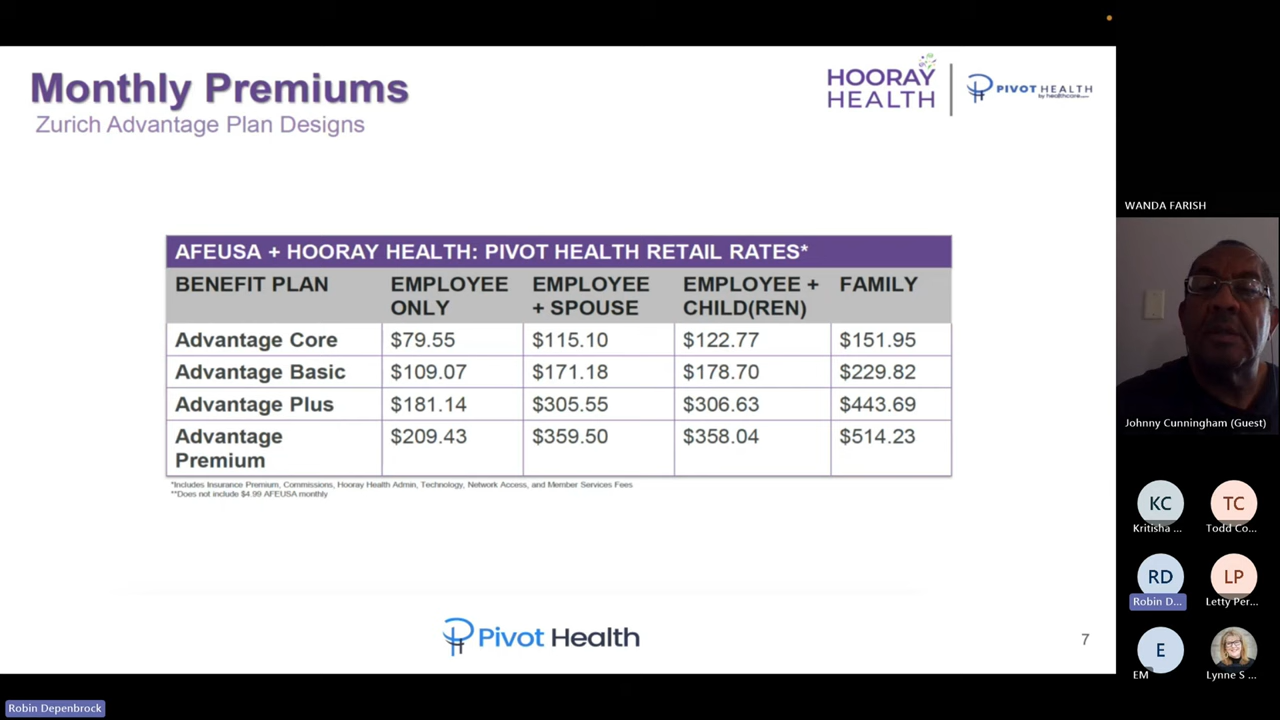 Monthly Premiums
Zurich Advantage Plan Designs
HOORAY
HEALTH
PIVOT HEALTH
by healthcare.com
AFEUSA + HOORAY HEALTH: PIVOT HEALTH RETAIL RATES*
BENEFIT PLAN EMPLOYEE ONLY EMPLOYEE + SPOUSE EMPLOYEE + CHILD(REN) FAMILY
Advantage Core $79.55 $115.10 $122.77 $151.95
Advantage Basic $109.07 $171.18 $178.70 $229.82
Advantage Plus $181.14 $305.55 $306.63 $443.69
Advantage Premium $209.43 $359.50 $358.04 $514.23
*Includes Insurance Premium, Commissions, Hooray Health Admin, Technology, Network Access, and Member Services Fees
**Does not include $4.99 AFEUSA monthly
Pivot Health
7
WANDA FARISH
Johnny Cunningham (Guest)
KC
Kritisha ...
TC
Todd Co...
RD
Robin D...
LP
Letty Per...
E
EM
Lynne S ...
Robin Depenbrock